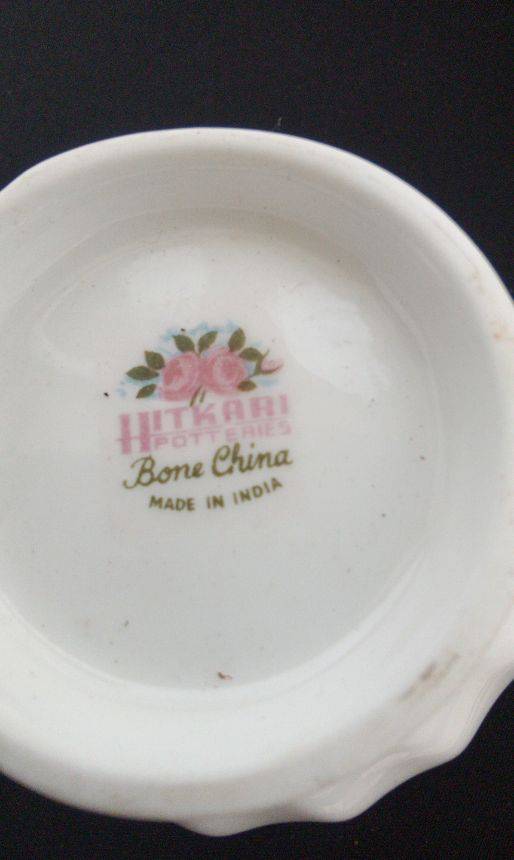 HITKARI
POTTERIES
Bone China
MADE IN INDIA